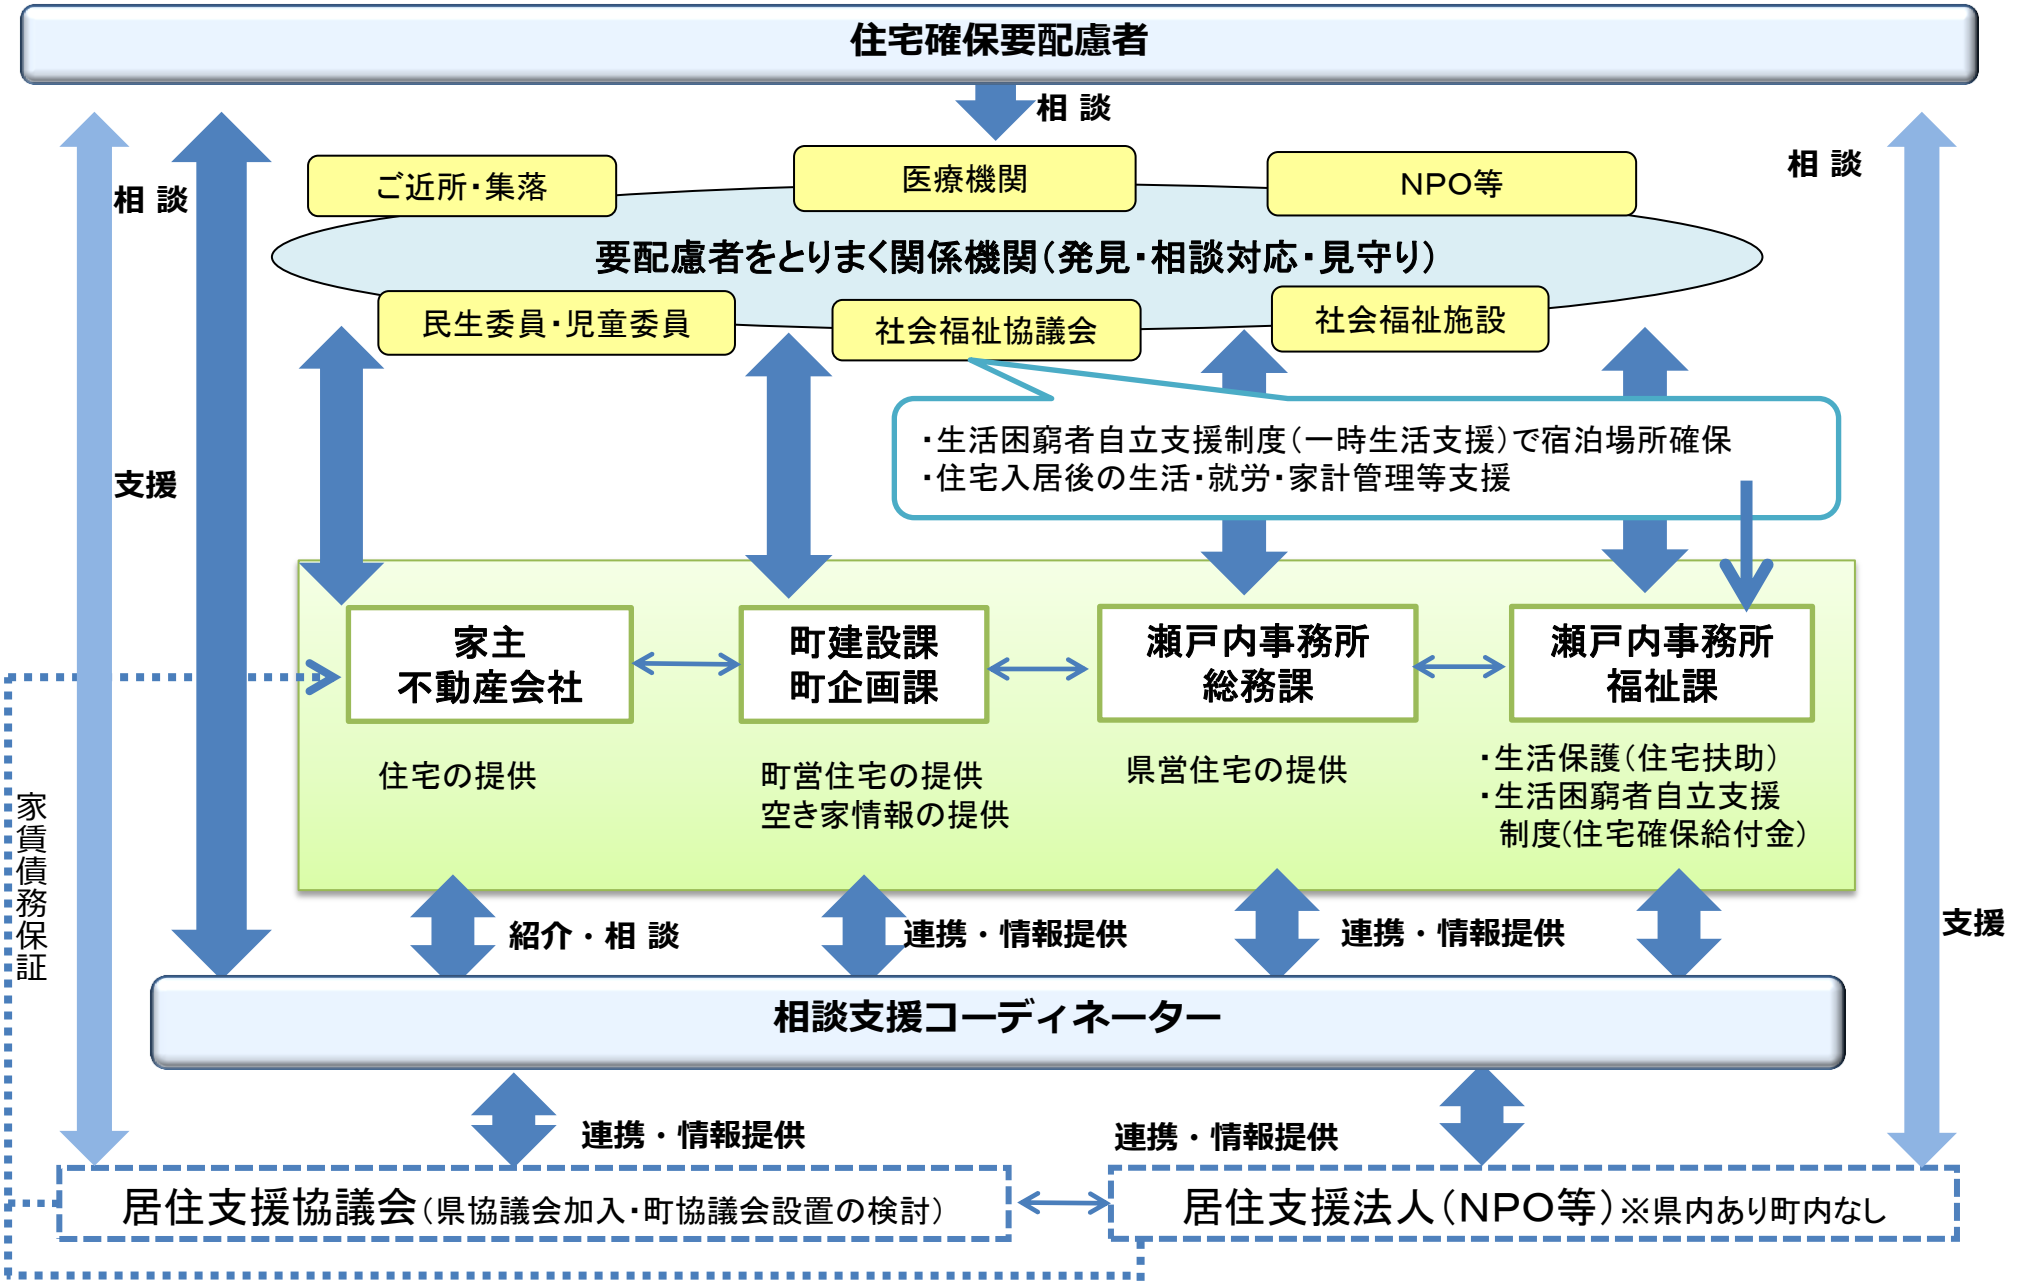 住宅確保要配慮者
相 談
相 談
相 談
ご近所・集落
医療機関
NPO等
要配慮者をとりまく関係機関（発見・相談対応・見守り）
民生委員・児童委員
社会福祉協議会
社会福祉施設
・生活困窮者自立支援制度（一時生活支援）で宿泊場所確保
・住宅入居後の生活・就労・家計管理等支援
支援
家主
不動産会社
町建設課
町企画課
瀬戸内事務所
総務課
瀬戸内事務所
福祉課
住宅の提供
町営住宅の提供
空き家情報の提供
県営住宅の提供
・生活保護（住宅扶助）
・生活困窮者自立支援
制度（住宅確保給付金）
家賃債務保証
紹介・相 談
連携・情報提供
連携・情報提供
支援
相談支援コーディネーター
連携・情報提供
連携・情報提供
居住支援協議会（県協議会加入・町協議会設置の検討）
居住支援法人（NPO等）※県内あり町内なし